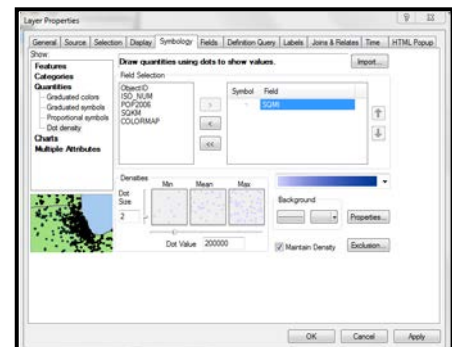 Layer Properties
General Source Selection Display Symbology Fields Definition Query Labels Joins & Relates Time HTML Popup
Show:
Features
Categories
Quantities
Graduated colors
Graduated symbols
Proportional symbols
Dot density
Charts
Multiple Attributes
Draw quantities using dots to show values.
Import...
Field Selection
ObjectID
ISO_NUM
POP2006
SQKM
COLORMAP
>
<
<<
Symbol Field
SQMI
Densities
Min Mean Max
Dot Size
2
Dot Value 200000
Background
Properties...
Maintain Density
Exclusion...
OK Cancel Apply